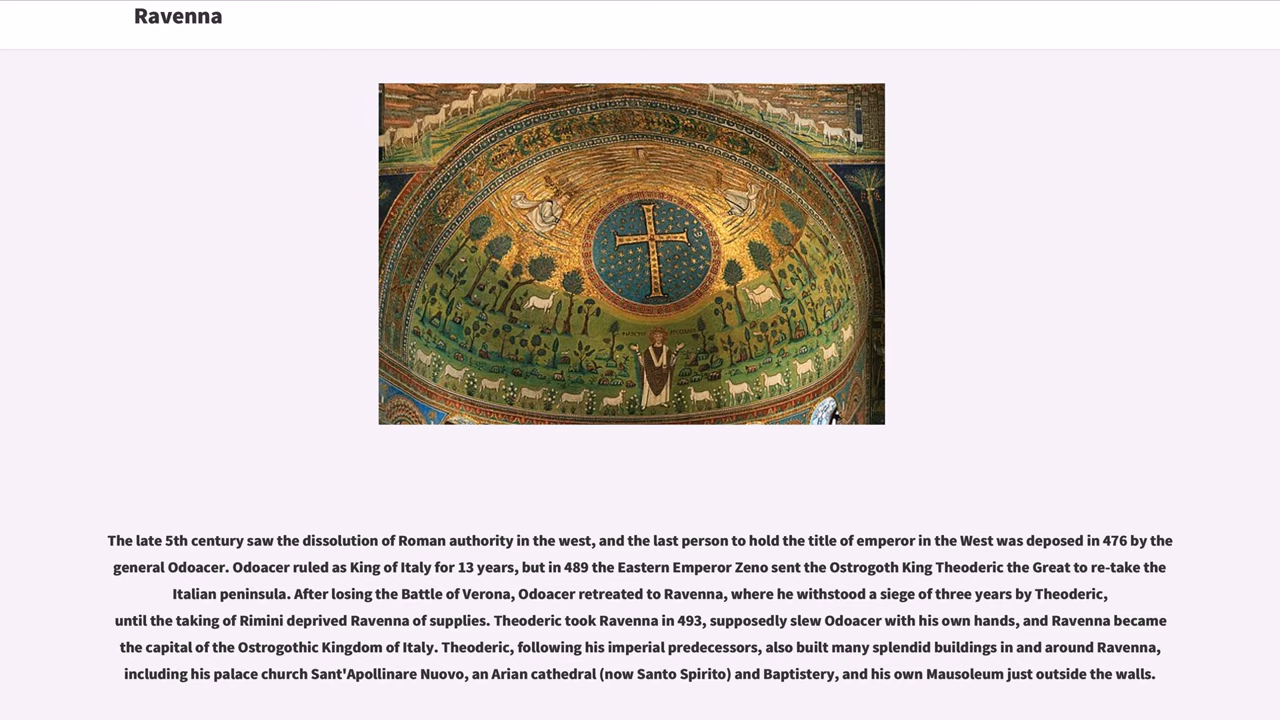 Ravenna
The late 5th century saw the dissolution of Roman authority in the west, and the last person to hold the title of emperor in the West was deposed in 476 by the
general Odoacer. Odoacer ruled as King of Italy for 13 years, but in 489 the Eastern Emperor Zeno sent the Ostrogoth King Theoderic the Great to re-take the
Italian peninsula. After losing the Battle of Verona, Odoacer retreated to Ravenna, where he withstood a siege of three years by Theoderic,
until the taking of Rimini deprived Ravenna of supplies. Theoderic took Ravenna in 493, supposedly slew Odoacer with his own hands, and Ravenna became
the capital of the Ostrogothic Kingdom of Italy. Theoderic, following his imperial predecessors, also built many splendid buildings in and around Ravenna,
including his palace church Sant'Apollinare Nuovo, an Arian cathedral (now Santo Spirito) and Baptistery, and his own Mausoleum just outside the walls.